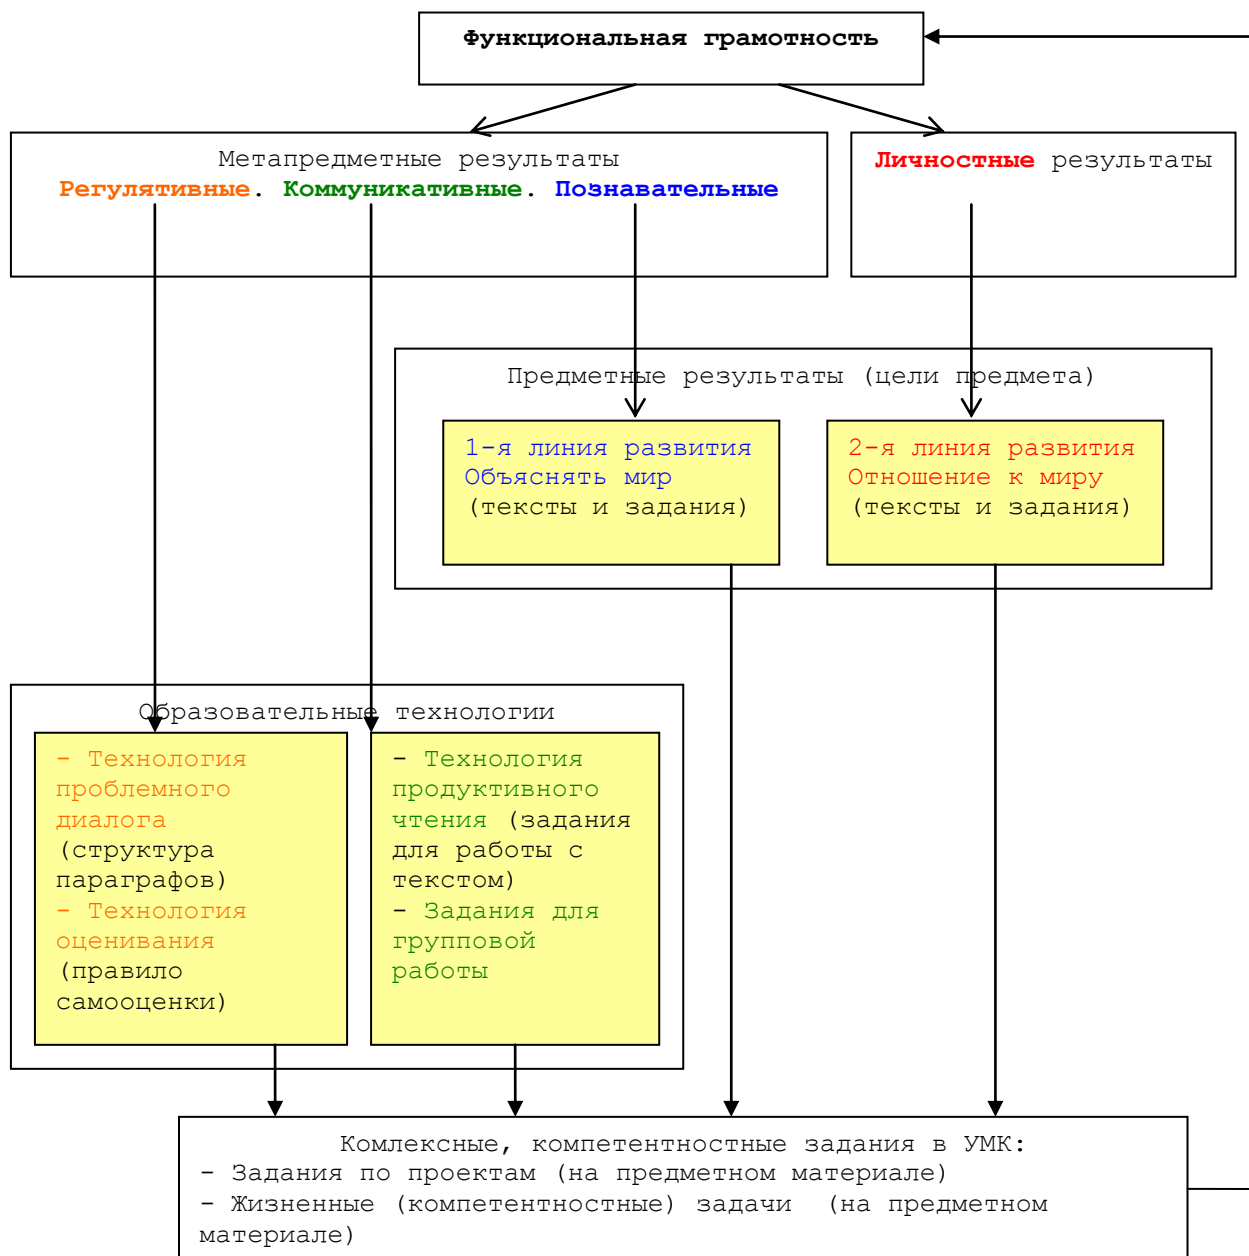 Функциональная грамотность
Метапредметные результаты
Регулятивные. Коммуникативные. Познавательные
Личностные результаты
Предметные результаты (цели предмета)
1-я линия развития
Объяснять мир
(тексты и задания)
2-я линия развития
Отношение к миру
(тексты и задания)
Образовательные технологии
- Технология
проблемного
диалога
(структура
параграфов)
- Технология
оценивания
(правило
самооценки)
- Технология
продуктивного
чтения (задания
для работы с
текстом)
- Задания для
групповой
работы
Комлексные, компетентностные задания в УМК:
- Задания по проектам (на предметном материале)
- Жизненные (компетентностные) задачи (на предметном
материале)